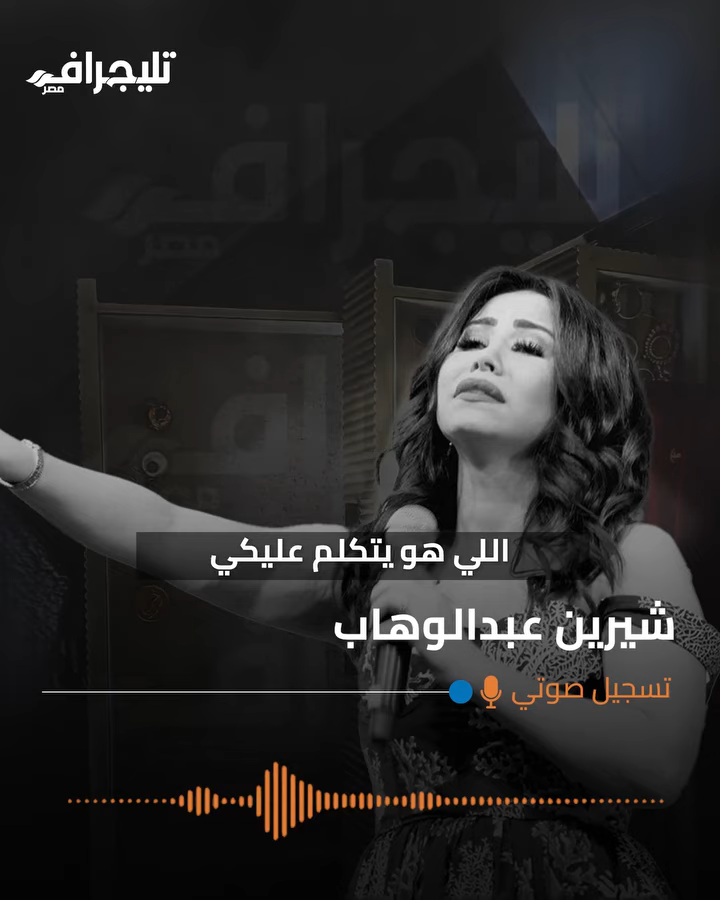 تليجراف
مصر
اللي هو يتكلم عليكي
شيرين عبدالوهاب
تسجيل صوتي